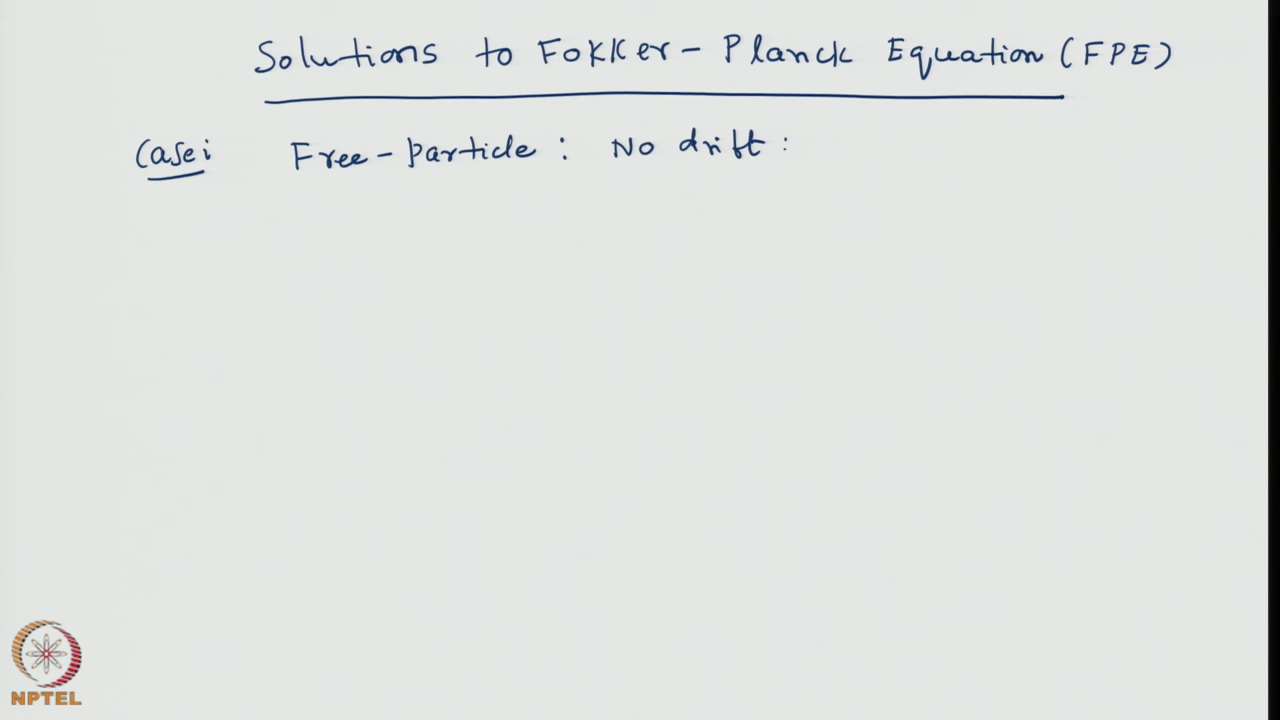 Solutions to Fokker-Planck Equation (FPE)
Case i Free-particle : No drift :
NPTEL